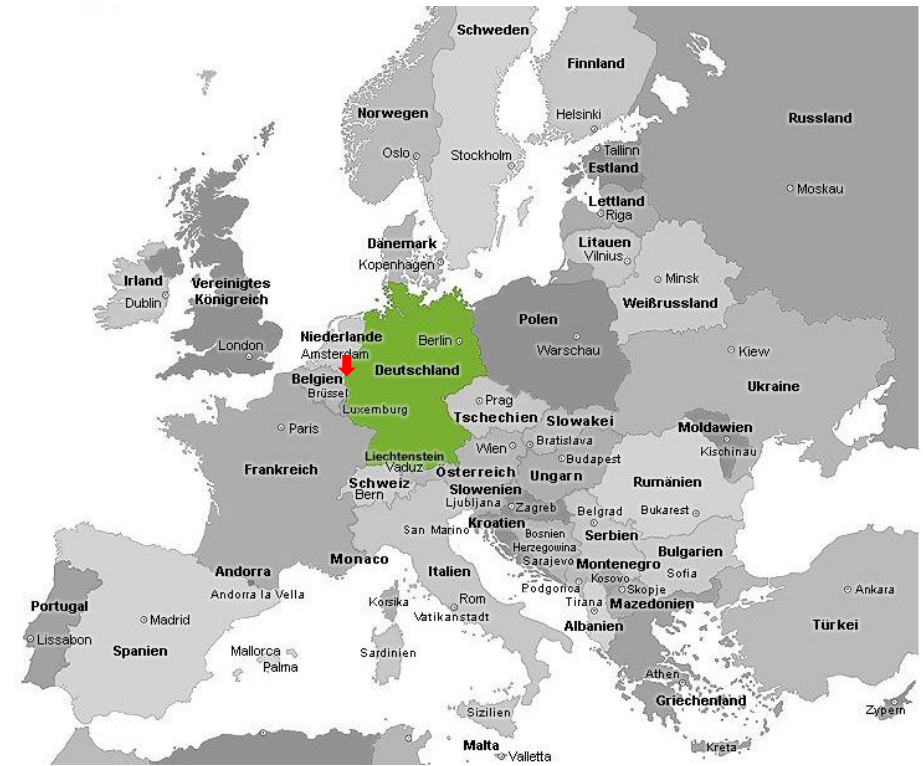 Schweden
Finnland
Helsinki
Norwegen
Russland
Oslo
Stockholm
Tallinn
Estland
Moskau
Lettland
Riga
Dänemark
Litauen
Vilnius
Kopenhagen
Irland
Minsk
Vereinigtes
Königreich
Dublin
Weißrussland
Polen
Niederlande
London
Berlin
Warschau
Kiew
Amsterdam
Deutschland
Belgien
Ukraine
Brüssel
Prag
Luxemburg
Tschechien
Slowakei
Paris
Moldawien
Wien
Bratislava
Kischinau
Liechtenstein
Budapest
Vaduz
Frankreich
Österreich
Ungarn
Schweiz
Rumänien
Bern
Slowenien
Ljubljana
Zagreb
Belgrad
Bukarest
San Marino
Kroatien
Bosnien
Herzegowina
Serbien
Sarajevo
Bulgarien
Monaco
Montenegro
Andorra
Italien
Kosovo
Sofia
Andorra la Vella
Podgorica
Skopje
Ankara
Korsika
Rom
Tirana
Mazedonien
Portugal
Vatikanstadt
Madrid
Albanien
Türkei
Lissabon
Spanien
Mallorca
Palma
Sardinien
Athen
Griechenland
Sizilien
Zypern
Malta
Kreta
Valletta